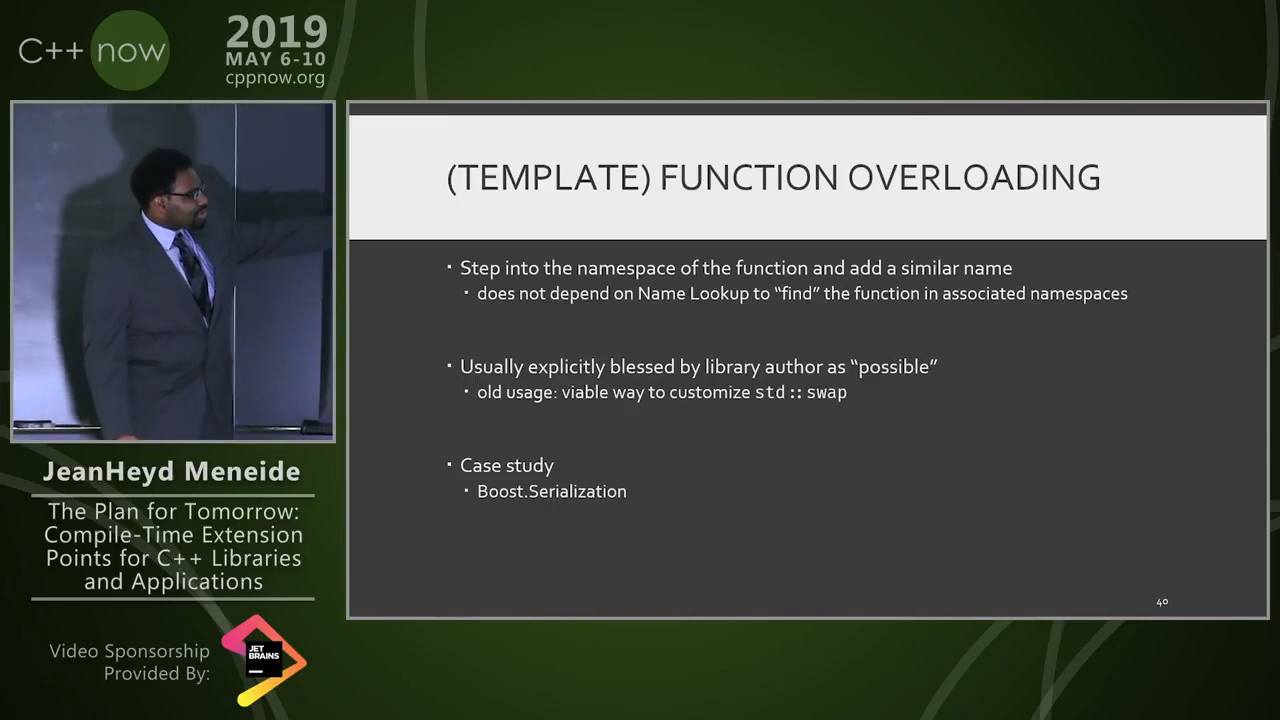 C++ now
2019
MAY 6-10
cppnow.org
(TEMPLATE) FUNCTION OVERLOADING
▪ Step into the namespace of the function and add a similar name
▪ does not depend on Name Lookup to “find” the function in associated namespaces
▪ Usually explicitly blessed by library author as “possible”
▪ old usage: viable way to customize std::swap
▪ Case study
▪ Boost.Serialization
40
JeanHeyd Meneide
The Plan for Tomorrow:
Compile-Time Extension
Points for C++ Libraries
and Applications
Video Sponsorship
Provided By:
JET
BRAINS